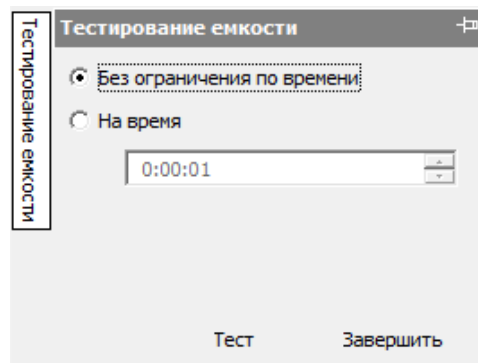 Тестирование емкости
Тестирование емкости
Без ограничения по времени
На время
0:00:01
Тест Завершить